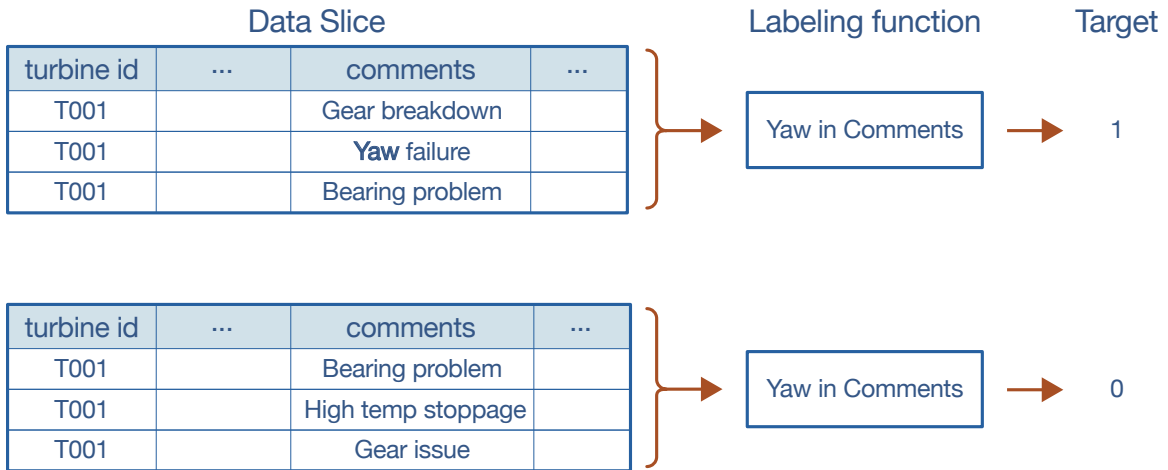 Data Slice Labeling function Target
turbine id ... comments ...
T001 Gear breakdown
T001 Yaw failure
T001 Bearing problem
Yaw in Comments 1
turbine id ... comments ...
T001 Bearing problem
T001 High temp stoppage
T001 Gear issue
Yaw in Comments 0